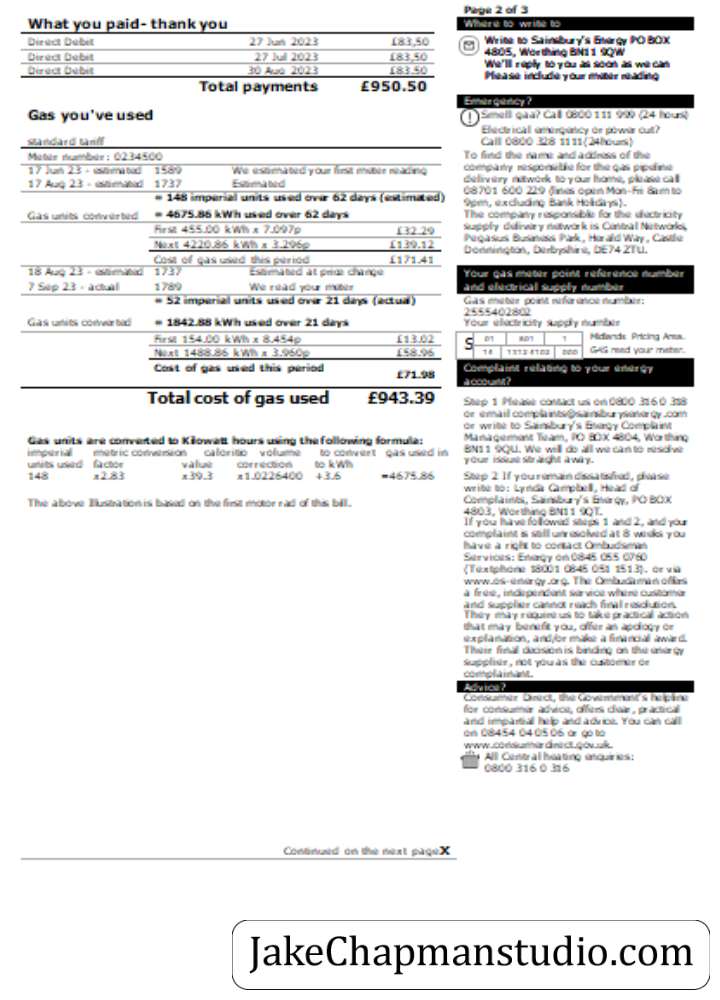 What you paid- thank you
Direct Debit 27 Jun 2023 £83,50
Direct Debit 27 Jul 2023 £83,50
Direct Debit 30 Aug 2023 £83.50
Total payments £950.50
Gas you've used
standard tariff
Meter number: 0234500
17 Jun 23 - estimated 1589 We estimated your first meter reading
17 Aug 23 - estimated 1737 Estimated
= 148 imperial units used over 62 days (estimated)
Gas units converted = 4675.86 kWh used over 62 days
First 455.00 kWh x 7.097p £32.29
Next 4220.86 kWh x 3.296p £139.12
Cost of gas used this period £171.41
18 Aug 23 - estimated 1737 Estimated at price change
7 Sep 23 - actual 1789 We read your meter
= 52 imperial units used over 21 days (actual)
Gas units converted = 1842.88 kWh used over 21 days
First 154.00 kWh x 8.454p £13.02
Next 1488.86 kWh x 3.960p £58.96
Cost of gas used this period £71.98
Total cost of gas used £943.39
Gas units are converted to Kilowatt hours using the following formula:
imperial metric conversion calorific volume to convert gas used in
units used factor value correction to kWh
148 x2.83 x39.3 x1.0226400 +3.6 =4675.86
The above Illustration is based on the first motor rad of this bill.
Continued on the next pageX
Page 2 of 3
Where to write to
Write to Sainsbury's Energy PO BOX
4805, Worthing BN11 9QW
We'll reply to you as soon as we can
Please include your meter reading
Emergency?
Smell gaa? Call 0800 111 999 (24 hours)
Electrical emergency or power cut?
Call 0800 328 1111(24hours)
To find the name and address of the
company responsible for the gas pipeline
delivery network to your home, please call
08701 600 229 (lines open Mon-Fri 8am to
9pm, excluding Bank Holidays).
The company responsible for the electricity
supply delivery network is Central Networks,
Pegasus Business Park, Herald Way, Castle
Donnington, Derbyshire, DE74 2TU.
Your gas meter point reference number
and electrical supply number
Gas meter point reference number:
2555402802
Your electricity supply number
S 01 801 1 Midlands Pricing Area.
14 1312 4102 000 G4S read your meter.
Complaint relating to your energy
account?
Step 1 Please contact us on 0800 316 0 318
or email complaints@sainsburysenergy.com
or write to Sainsbury's Energy Complaint
Management Team, PO BOX 4804, Worthing
BN11 9QU. We will do all we can to resolve
your issue straight away.
Step 2 If you remain dissatisfied, please
write to: Lynda Campbell, Head of
Complaints, Sainsbury's Energy, PO BOX
4803, Worthing BN11 9QT.
If you have followed steps 1 and 2, and your
complaint is still unresolved at 8 weeks you
have a right to contact Ombudsman
Services: Energy on 0845 055 0760
(Textphone 18001 0845 051 1513). or via
www.os-energy.org. The Ombudaman offers
a free, independent service where customer
and supplier cannot reach final resolution.
They may require us to take practical action
that may benefit you, offer an apology or
explanation, and/or make a financial award.
Their final decision is binding on the energy
supplier, not you as the customer or
complainant.
Advice?
Consumer Direct, the Government's helpline
for consumer advice, offers clear, practical
and impartial help and advice. You can call
on 08454 04 05 06 or go to
www.consumerdirect.gov.uk.
All Central heating enquiries:
0800 316 0 316
JakeChapmanstudio.com